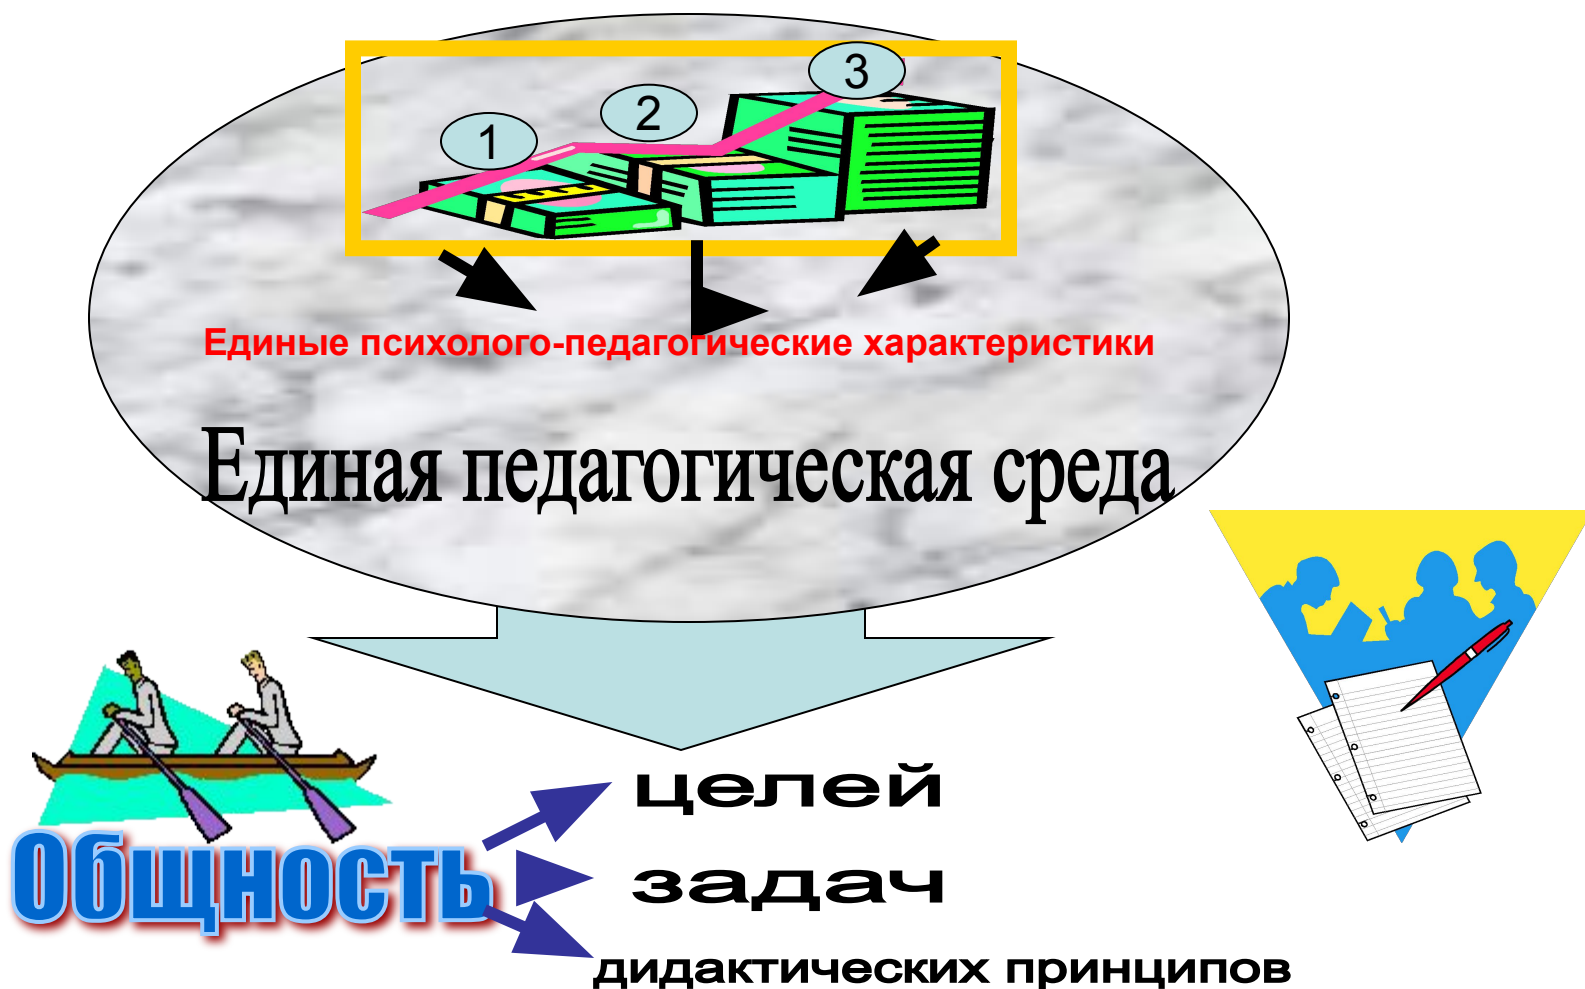 1
2
3
Единые психолого-педагогические характеристики
Единая педагогическая среда
Общность
целей
задач
дидактических принципов